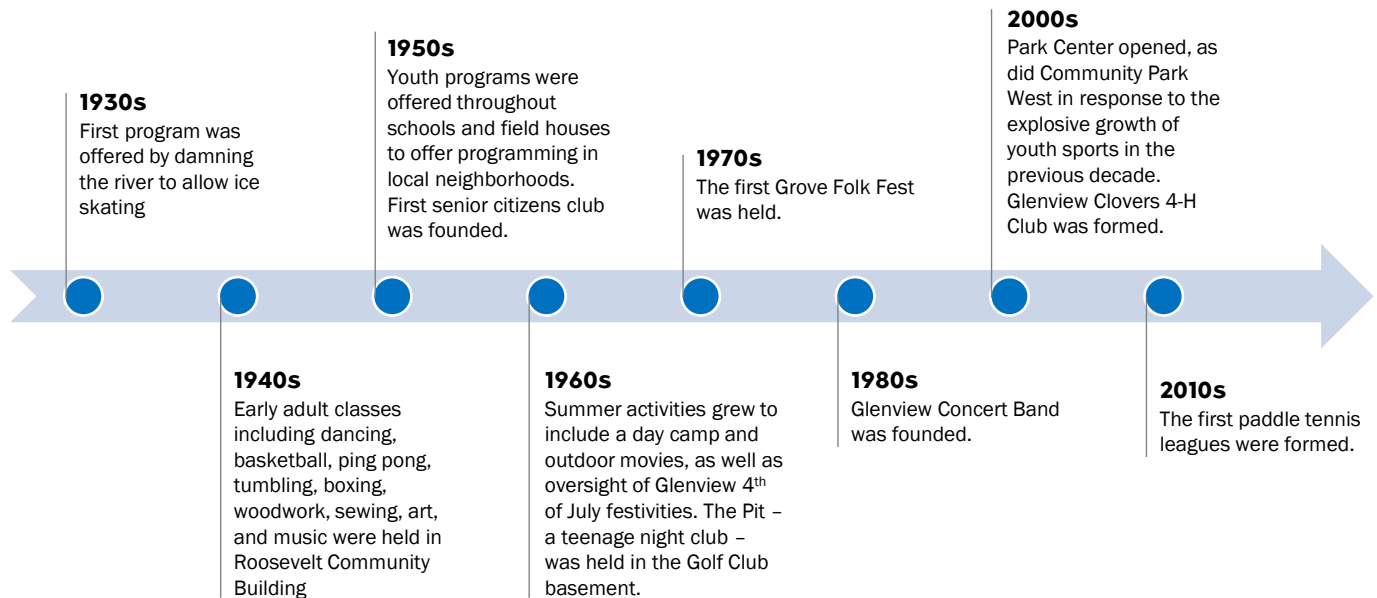 1930s
First program was
offered by damning
the river to allow ice
skating
1940s
Early adult classes
including dancing,
basketball, ping pong,
tumbling, boxing,
woodwork, sewing, art,
and music were held in
Roosevelt Community
Building
1950s
Youth programs were
offered throughout
schools and field houses
to offer programming in
local neighborhoods.
First senior citizens club
was founded.
1960s
Summer activities grew to
include a day camp and
outdoor movies, as well as
oversight of Glenview 4th
of July festivities. The Pit –
a teenage night club –
was held in the Golf Club
basement.
1970s
The first Grove Folk Fest
was held.
1980s
Glenview Concert Band
was founded.
2000s
Park Center opened, as
did Community Park
West in response to the
explosive growth of
youth sports in the
previous decade.
Glenview Clovers 4-H
Club was formed.
2010s
The first paddle tennis
leagues were formed.